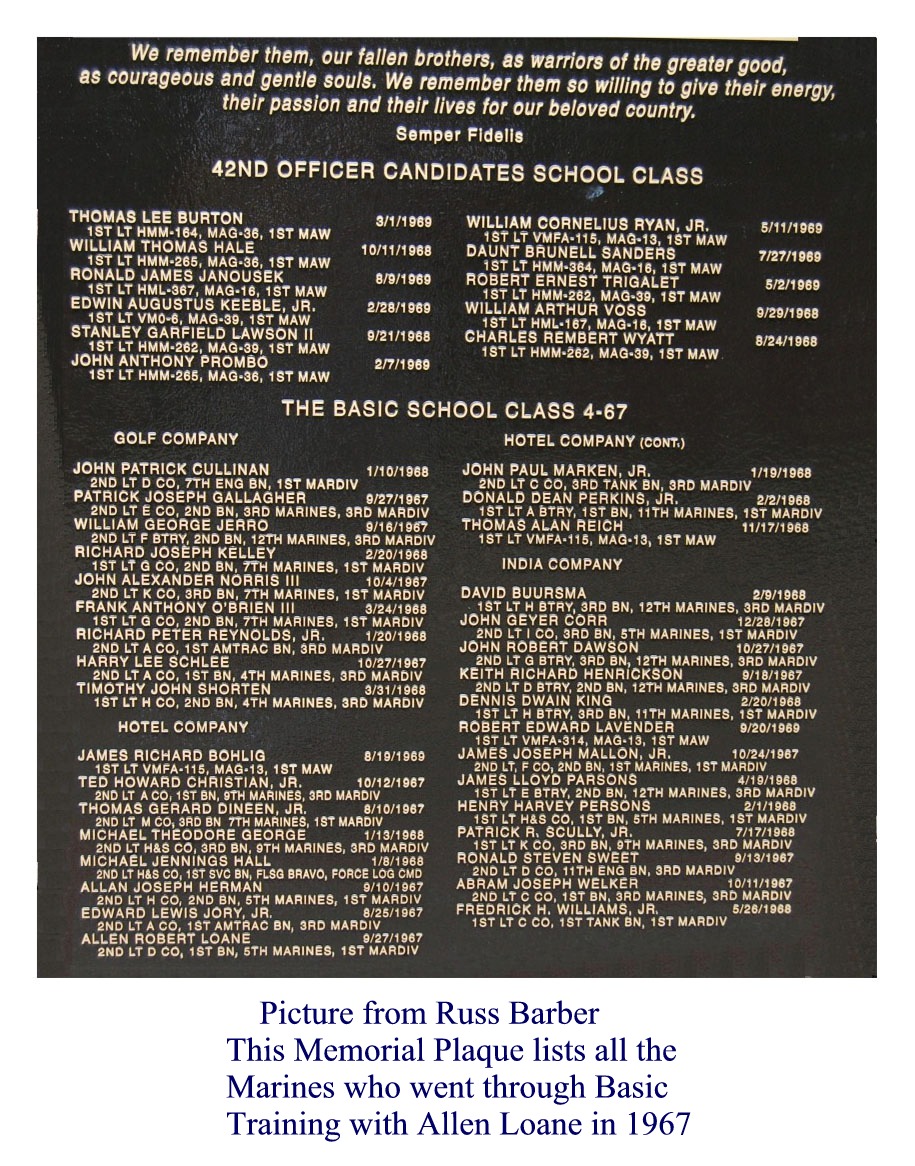 We remember them, our fallen brothers, as warriors of the greater good,
as courageous and gentle souls. We remember them so willing to give their energy,
their passion and their lives for our beloved country.
Semper Fidelis
42ND OFFICER CANDIDATES SCHOOL CLASS
THOMAS LEE BURTON 3/1/1969
1ST LT HMM-164, MAG-36, 1ST MAW
WILLIAM THOMAS HALE 10/11/1968
1ST LT HMM-265, MAG-36, 1ST MAW
RONALD JAMES JANOUSEK 8/9/1969
1ST LT HML-367, MAG-16, 1ST MAW
EDWIN AUGUSTUS KEEBLE, JR. 2/28/1969
1ST LT VMO-6, MAG-39, 1ST MAW
STANLEY GARFIELD LAWSON II 9/21/1968
1ST LT HMM-262, MAG-39, 1ST MAW
JOHN ANTHONY PROMBO 2/7/1969
1ST LT HMM-265, MAG-36, 1ST MAW
WILLIAM CORNELIUS RYAN, JR. 5/11/1969
1ST LT VMFA-115, MAG-13, 1ST MAW
DAUNT BRUNELL SANDERS 7/27/1969
1ST LT HMM-364, MAG-16, 1ST MAW
ROBERT ERNEST TRIGALET 5/2/1969
1ST LT HMM-262, MAG-39, 1ST MAW
WILLIAM ARTHUR VOSS 9/29/1968
1ST LT HML-167, MAG-16, 1ST MAW
CHARLES REMBERT WYATT 8/24/1968
1ST LT HMM-262, MAG-39, 1ST MAW
THE BASIC SCHOOL CLASS 4-67
GOLF COMPANY
JOHN PATRICK CULLINAN 1/10/1968
2ND LT D CO, 7TH ENG BN, 1ST MARDIV
PATRICK JOSEPH GALLAGHER 9/27/1967
2ND LT E CO, 2ND BN, 3RD MARINES, 3RD MARDIV
WILLIAM GEORGE JERRO 9/16/1967
2ND LT F BTRY, 2ND BN, 12TH MARINES, 3RD MARDIV
RICHARD JOSEPH KELLEY 2/20/1968
1ST LT G CO, 2ND BN, 7TH MARINES, 1ST MARDIV
JOHN ALEXANDER NORRIS III 10/4/1967
2ND LT K CO, 3RD BN, 7TH MARINES, 1ST MARDIV
FRANK ANTHONY O'BRIEN III 3/24/1968
1ST LT G CO, 2ND BN, 7TH MARINES, 1ST MARDIV
RICHARD PETER REYNOLDS, JR. 1/20/1968
2ND LT A CO, 1ST AMTRAC BN, 3RD MARDIV
HARRY LEE SCHLEE 10/27/1967
2ND LT A CO, 1ST BN, 4TH MARINES, 3RD MARDIV
TIMOTHY JOHN SHORTEN 3/31/1968
1ST LT H CO, 2ND BN, 4TH MARINES, 3RD MARDIV
HOTEL COMPANY
JAMES RICHARD BOHLIG 8/19/1969
1ST LT VMFA-115, MAG-13, 1ST MAW
TED HOWARD CHRISTIAN, JR. 10/12/1967
2ND LT A CO, 1ST BN, 9TH MARINES, 3RD MARDIV
THOMAS GERARD DINEEN, JR. 8/10/1967
2ND LT M CO, 3RD BN 7TH MARINES, 1ST MARDIV
MICHAEL THEODORE GEORGE 1/13/1968
2ND LT H&S CO, 3RD BN, 9TH MARINES, 3RD MARDIV
MICHAEL JENNINGS HALL 1/8/1968
2ND LT H&S CO, 1ST SVC BN, FLSG BRAVO, FORCE LOG CMD
ALLAN JOSEPH HERMAN 9/10/1967
2ND LT H CO, 2ND BN, 5TH MARINES, 1ST MARDIV
EDWARD LEWIS JORY, JR. 8/25/1967
2ND LT A CO, 1ST AMTRAC BN, 3RD MARDIV
ALLEN ROBERT LOANE 9/27/1967
2ND LT D CO, 1ST BN, 5TH MARINES, 1ST MARDIV
HOTEL COMPANY (CONT.)
JOHN PAUL MARKEN, JR. 1/19/1968
2ND LT C CO, 3RD TANK BN, 3RD MARDIV
DONALD DEAN PERKINS, JR. 2/2/1968
1ST LT A BTRY, 1ST BN, 11TH MARINES, 1ST MARDIV
THOMAS ALAN REICH 11/17/1968
1ST LT VMFA-115, MAG-13, 1ST MAW
INDIA COMPANY
DAVID BUURSMA 2/9/1968
1ST LT H BTRY, 3RD BN, 12TH MARINES, 3RD MARDIV
JOHN GEYER CORR 12/28/1967
2ND LT I CO, 3RD BN, 5TH MARINES, 1ST MARDIV
JOHN ROBERT DAWSON 10/27/1967
2ND LT G BTRY, 3RD BN, 12TH MARINES, 3RD MARDIV
KEITH RICHARD HENRICKSON 9/18/1967
2ND LT D BTRY, 2ND BN, 12TH MARINES, 3RD MARDIV
DENNIS DWAIN KING 2/20/1968
1ST LT H BTRY, 3RD BN, 11TH MARINES, 1ST MARDIV
ROBERT EDWARD LAVENDER 9/20/1969
1ST LT VMFA-314, MAG-13, 1ST MAW
JAMES JOSEPH MALLON, JR. 10/24/1967
2ND LT, F CO, 2ND BN, 1ST MARINES, 1ST MARDIV
JAMES LLOYD PARSONS 4/19/1968
1ST LT E BTRY, 2ND BN, 12TH MARINES, 3RD MARDIV
HENRY HARVEY PERSONS 2/1/1968
1ST LT H&S CO, 1ST BN, 5TH MARINES, 1ST MARDIV
PATRICK R. SCULLY, JR. 7/17/1968
1ST LT K CO, 3RD BN, 9TH MARINES, 3RD MARDIV
RONALD STEVEN SWEET 9/13/1967
2ND LT D CO, 11TH ENG BN, 3RD MARDIV
ABRAM JOSEPH WELKER 10/11/1967
2ND LT C CO, 1ST BN, 3RD MARINES, 3RD MARDIV
FREDRICK H. WILLIAMS, JR. 5/26/1968
1ST LT C CO, 1ST TANK BN, 1ST MARDIV
Picture from Russ Barber
This Memorial Plaque lists all the
Marines who went through Basic
Training with Allen Loane in 1967